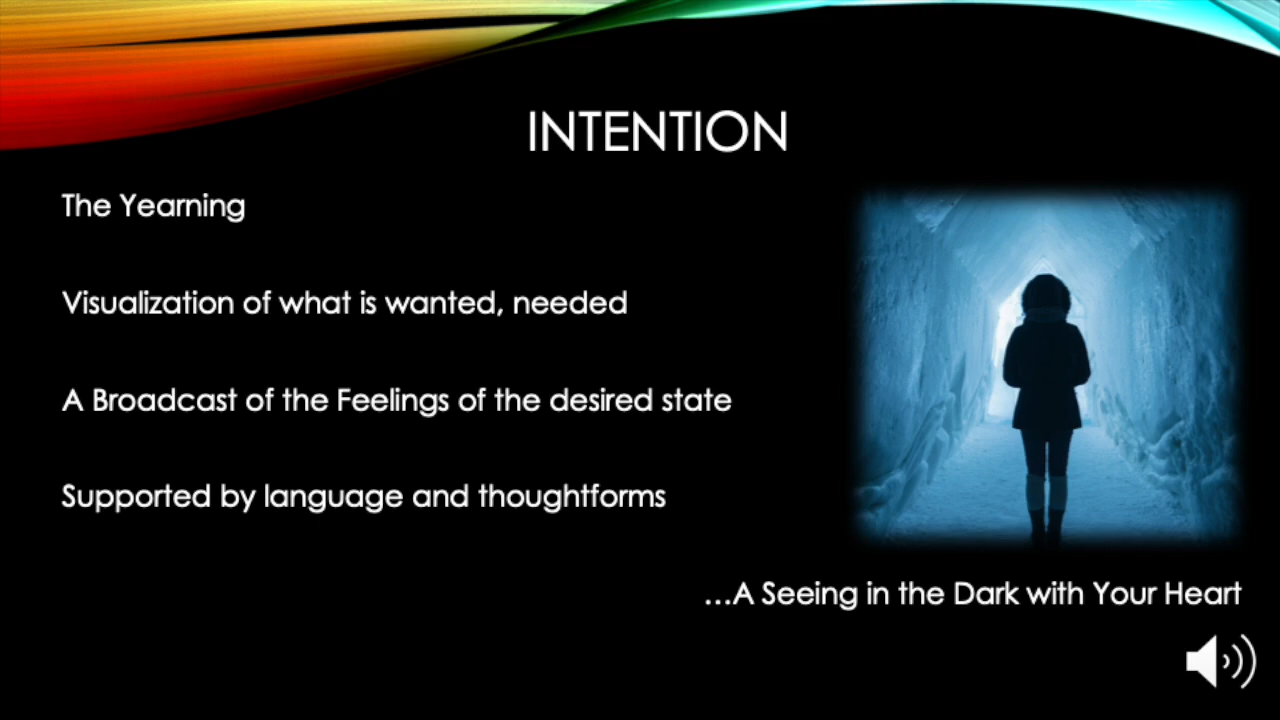 INTENTION
The Yearning
Visualization of what is wanted, needed
A Broadcast of the Feelings of the desired state
Supported by language and thoughtforms
...A Seeing in the Dark with Your Heart